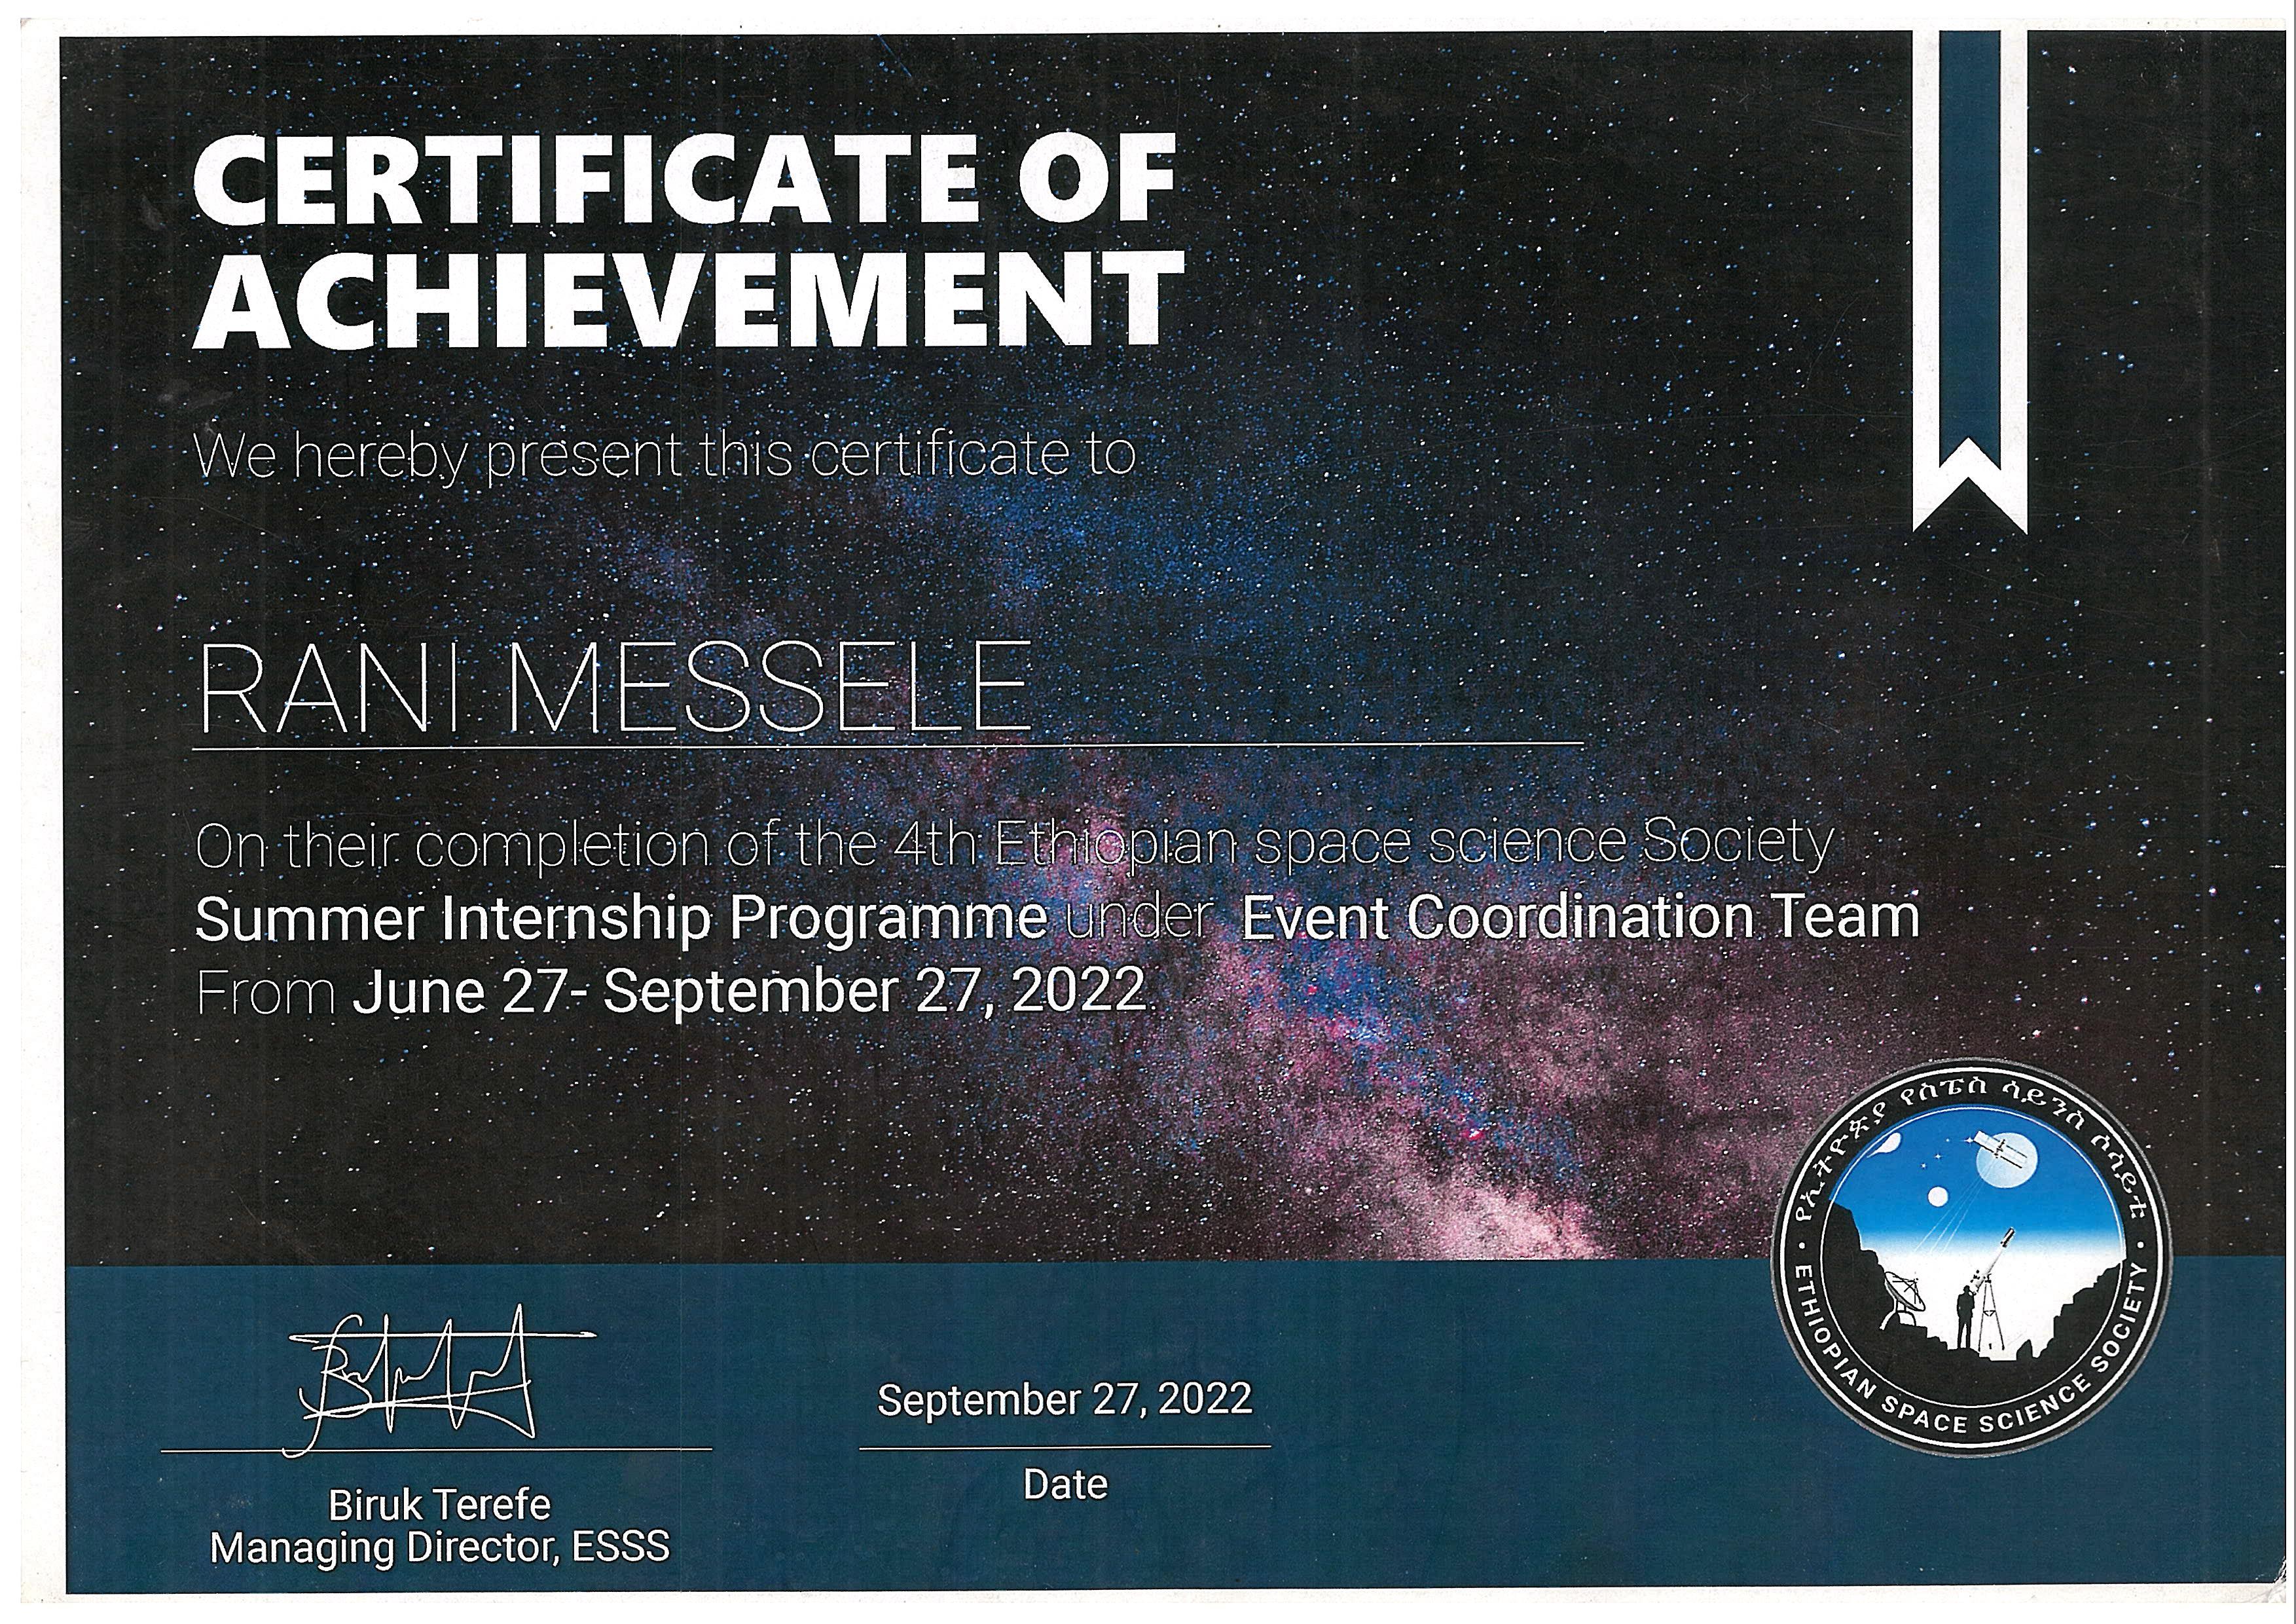 CERTIFICATE OF
ACHIEVEMENT
We hereby present this certificate to
RANI MESSELE
On their completion of the 4th Ethiopian space science Society
Summer Internship Programme under Event Coordination Team
From June 27- September 27, 2022
የኢትዮጵያ የስፔስ ሳይንስ ሶሳይቲ
ETHIOPIAN SPACE SCIENCE SOCIETY
September 27, 2022
Biruk Terefe
Date
Managing Director, ESSS